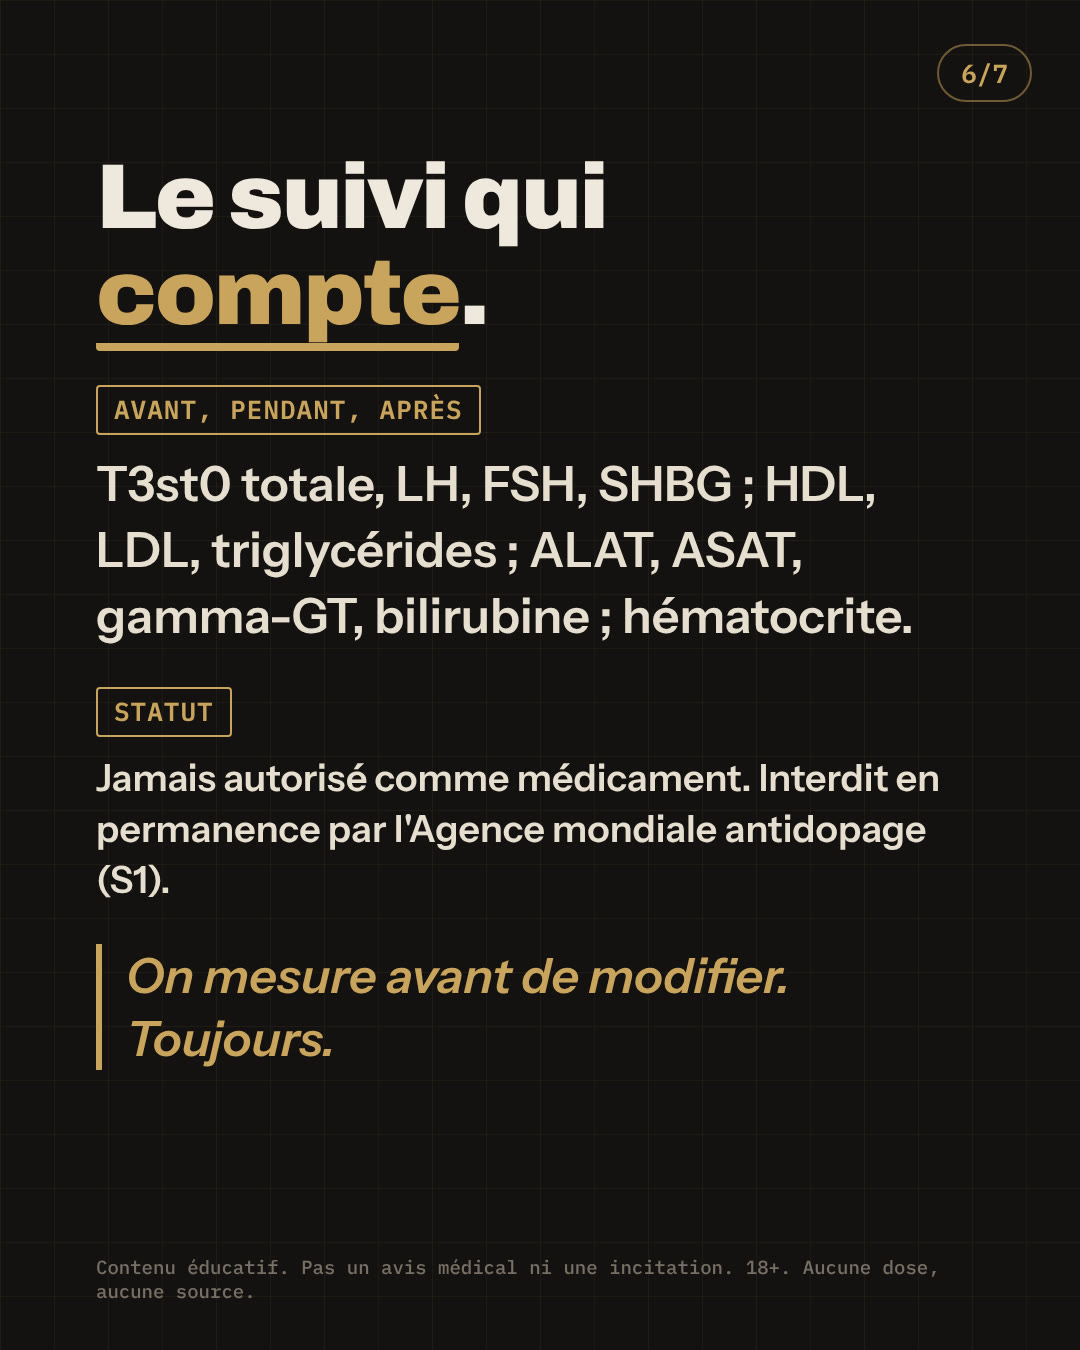 6/7
Le suivi qui
compte.
AVANT, PENDANT, APRÈS
T3st0 totale, LH, FSH, SHBG ; HDL,
LDL, triglycérides ; ALAT, ASAT,
gamma-GT, bilirubine ; hématocrite.
STATUT
Jamais autorisé comme médicament. Interdit en
permanence par l'Agence mondiale antidopage
(S1).
On mesure avant de modifier.
Toujours.
Contenu éducatif. Pas un avis médical ni une incitation. 18+. Aucune dose,
aucune source.